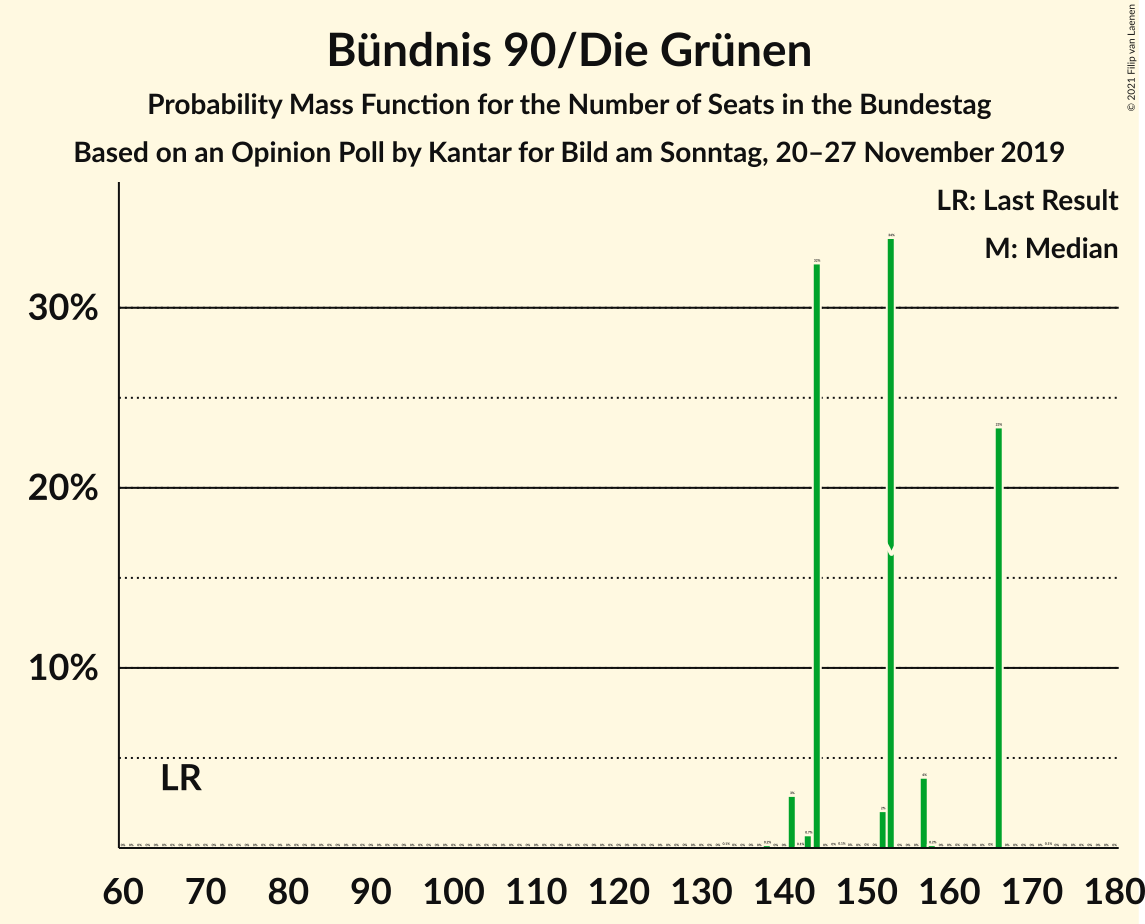 Bündnis 90/Die Grünen
Probability Mass Function for the Number of Seats in the Bundestag
Based on an Opinion Poll by Kantar for Bild am Sonntag, 20–27 November 2019
© 2021 Filip van Laenen
LR: Last Result
M: Median
30%
20%
10%
LR
60 70 80 90 100 110 120 130 140 150 160 170 180